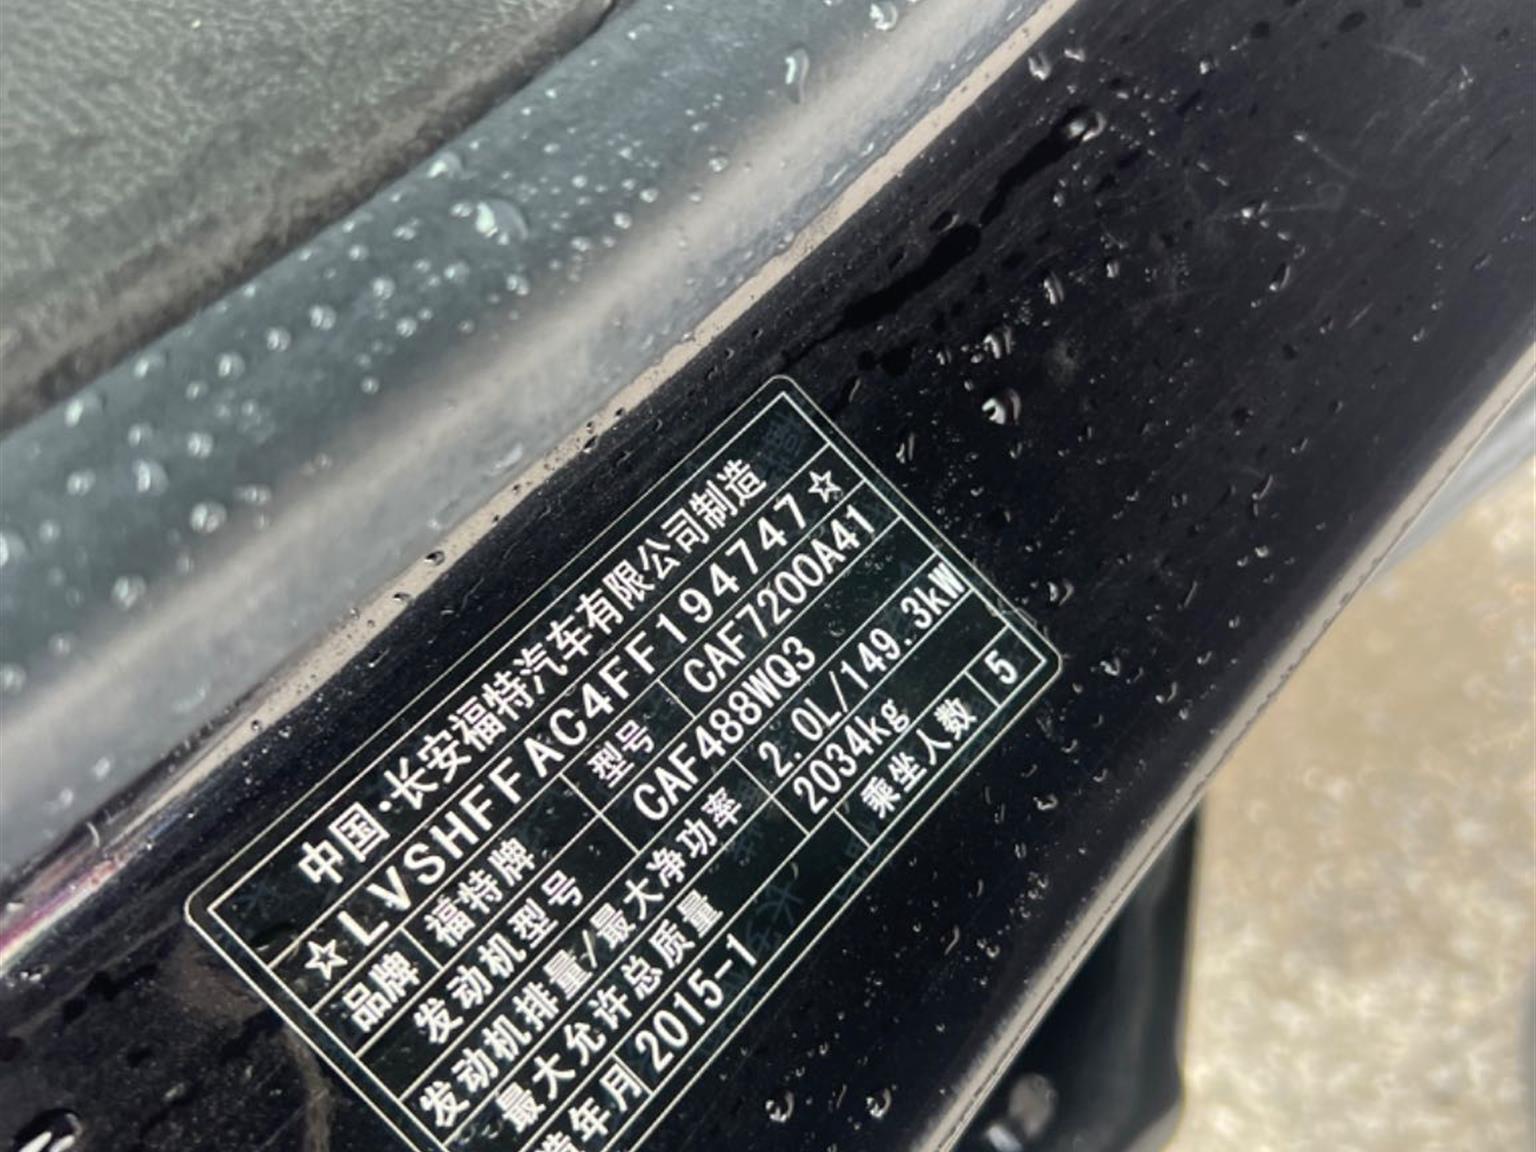 中国·长安福特汽车有限公司制造
☆LVSHFFAC4FF194747☆
品牌 福特牌 型号 CAF7200A41
发动机型号 CAF488WQ3
发动机排量/最大净功率 2.0L/149.3kW
最大允许总质量 2034kg
造年月 2015-1 乘坐人数 5